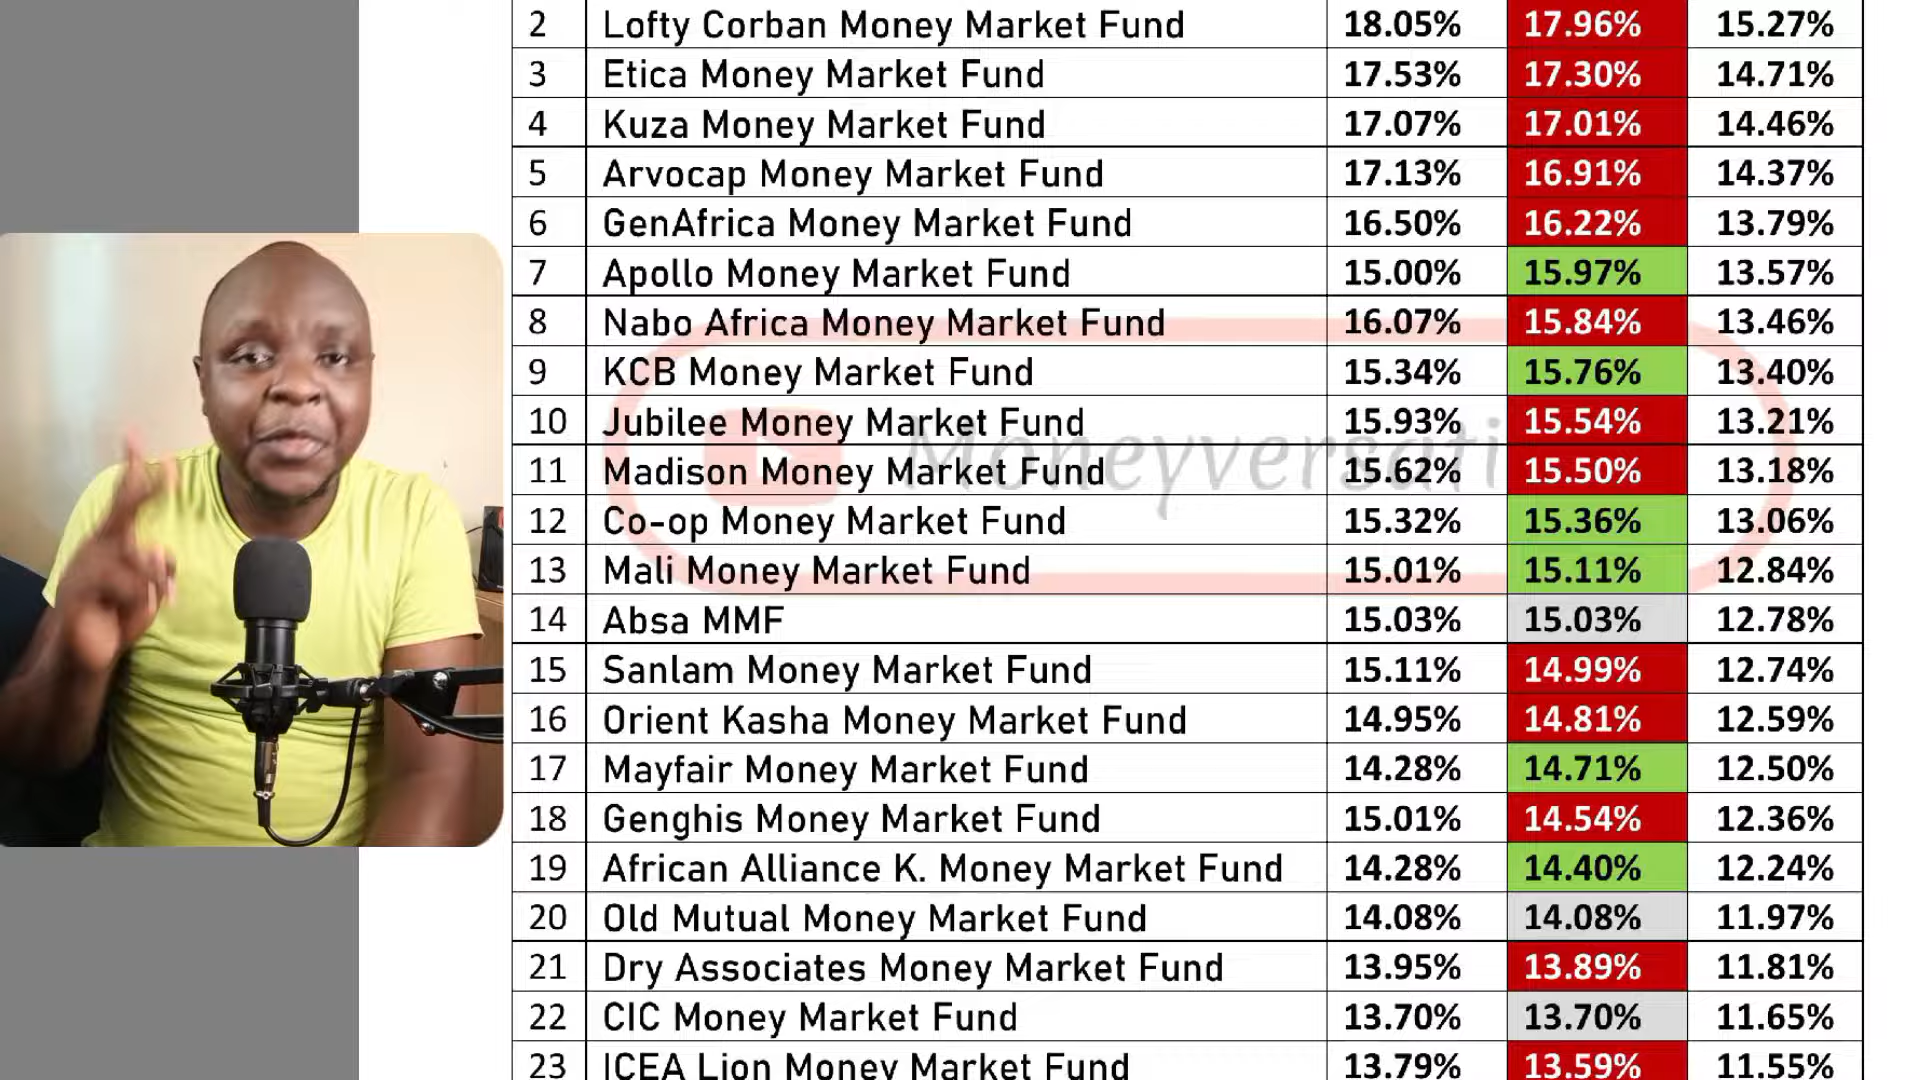 2 Lofty Corban Money Market Fund 18.05% 17.96% 15.27%
3 Etica Money Market Fund 17.53% 17.30% 14.71%
4 Kuza Money Market Fund 17.07% 17.01% 14.46%
5 Arvocap Money Market Fund 17.13% 16.91% 14.37%
6 GenAfrica Money Market Fund 16.50% 16.22% 13.79%
7 Apollo Money Market Fund 15.00% 15.97% 13.57%
8 Nabo Africa Money Market Fund 16.07% 15.84% 13.46%
9 KCB Money Market Fund 15.34% 15.76% 13.40%
10 Jubilee Money Market Fund 15.93% 15.54% 13.21%
Moneyversati
11 Madison Money Market Fund 15.62% 15.50% 13.18%
12 Co-op Money Market Fund 15.32% 15.36% 13.06%
13 Mali Money Market Fund 15.01% 15.11% 12.84%
14 Absa MMF 15.03% 15.03% 12.78%
15 Sanlam Money Market Fund 15.11% 14.99% 12.74%
16 Orient Kasha Money Market Fund 14.95% 14.81% 12.59%
17 Mayfair Money Market Fund 14.28% 14.71% 12.50%
18 Genghis Money Market Fund 15.01% 14.54% 12.36%
19 African Alliance K. Money Market Fund 14.28% 14.40% 12.24%
20 Old Mutual Money Market Fund 14.08% 14.08% 11.97%
21 Dry Associates Money Market Fund 13.95% 13.89% 11.81%
22 CIC Money Market Fund 13.70% 13.70% 11.65%
23 ICEA Lion Money Market Fund 13.79% 13.59% 11.55%